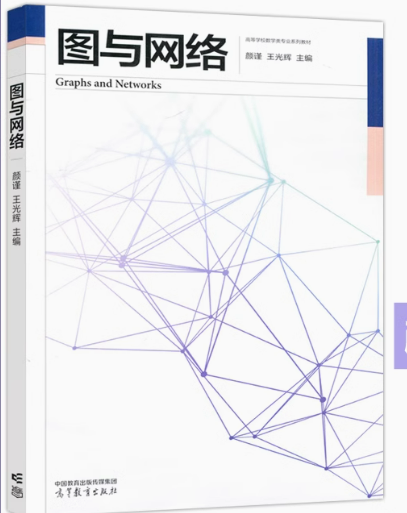 图与网络
Graphs and Networks
高等学校数学类专业系列教材
颜谨 王光辉 主编
图与网络
颜谨 王光辉 主编
中国教育出版传媒集团
高等教育出版社